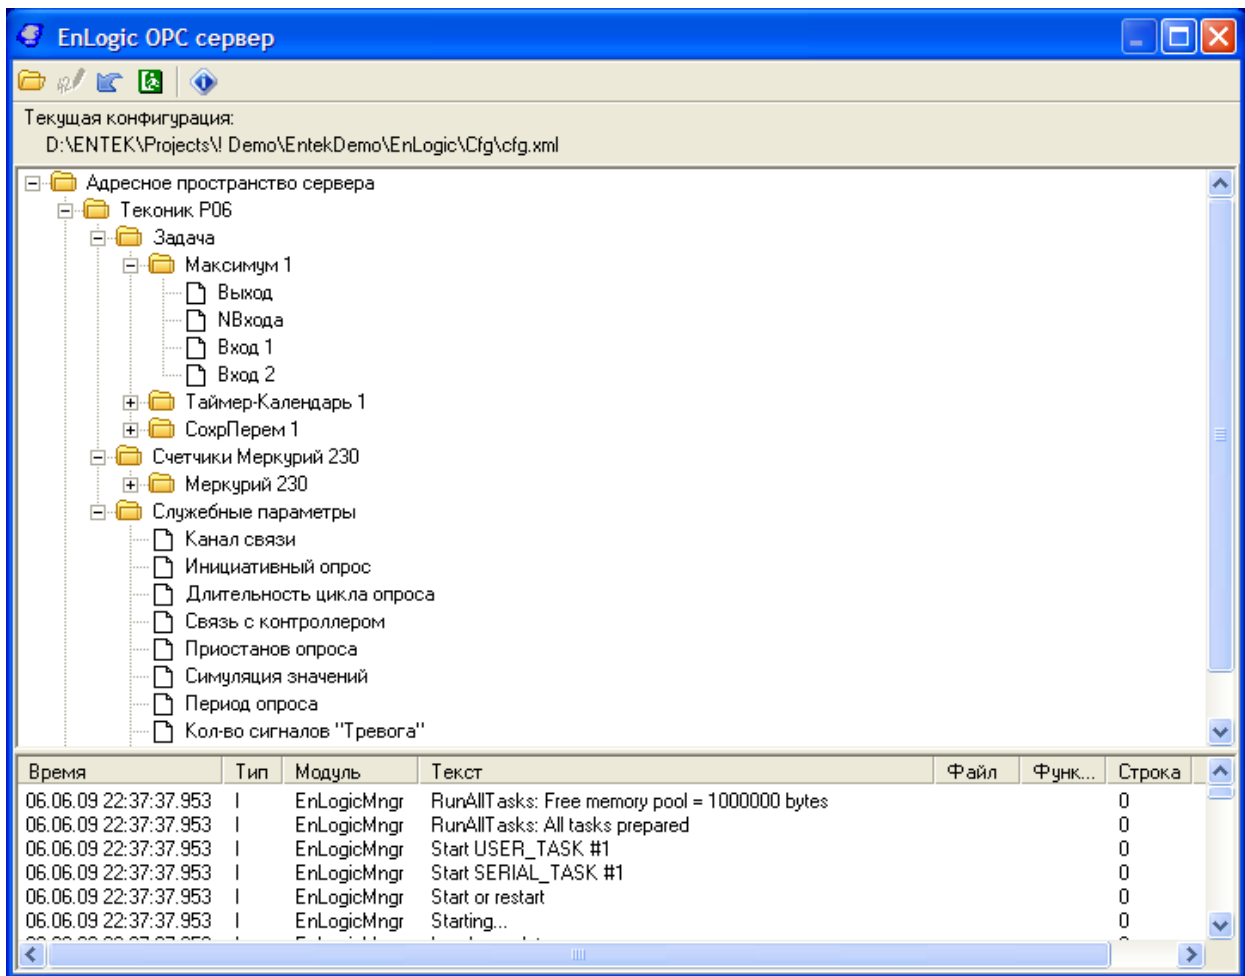 EnLogic OPC сервер
Текущая конфигурация:
D:\ENTEK\Projects\! Demo\EntekDemo\EnLogic\Cfg\cfg.xml
Адресное пространство сервера
Теконик P06
Задача
Максимум 1
Выход
NВхода
Вход 1
Вход 2
Таймер-Календарь 1
СохрПерем 1
Счетчики Меркурий 230
Меркурий 230
Служебные параметры
Канал связи
Инициативный опрос
Длительность цикла опроса
Связь с контроллером
Приостанов опроса
Симуляция значений
Период опроса
Кол-во сигналов "Тревога"
Время Тип Модуль Текст Файл Функ... Строка
06.06.09 22:37:37.953 I EnLogicMngr RunAllTasks: Free memory pool = 1000000 bytes 0
06.06.09 22:37:37.953 I EnLogicMngr RunAllTasks: All tasks prepared 0
06.06.09 22:37:37.953 I EnLogicMngr Start USER_TASK #1 0
06.06.09 22:37:37.953 I EnLogicMngr Start SERIAL_TASK #1 0
06.06.09 22:37:37.953 I EnLogicMngr Start or restart 0
06.06.09 22:37:37.953 I EnLogicMngr Starting... 0